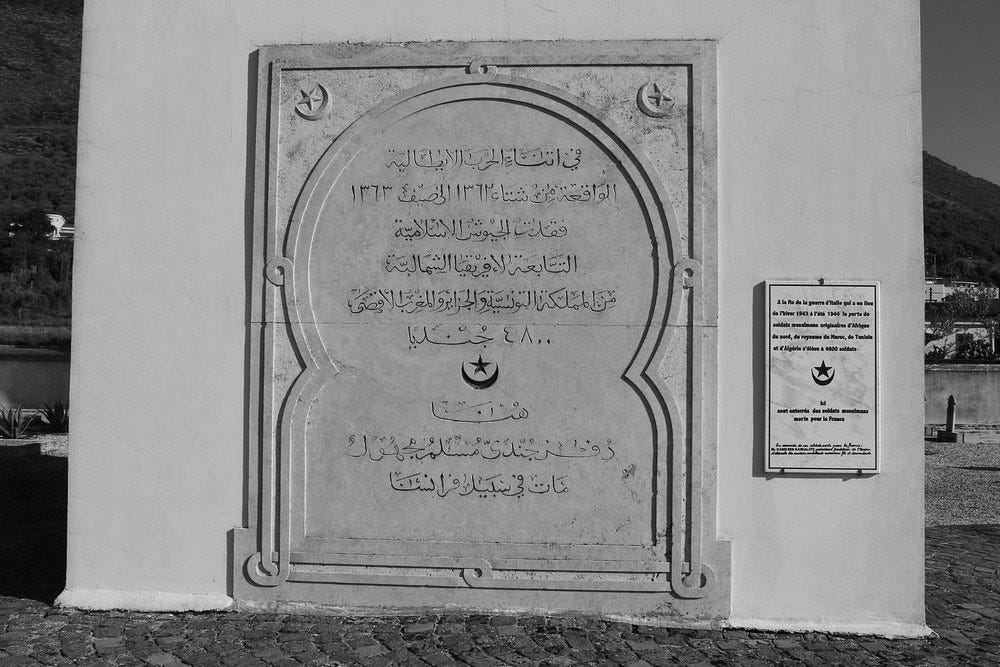 في اثناء الحرب الايطالية
الواقعة من شتاء ١٣٦٢ الى صيف ١٣٦٣
فقدت الجيوش الاسلامية
التابعة لافريقيا الشمالية
من المملكة التونسية والجزائر والمغرب الاقصى
٤٨٠٠ جنديا
هنا
دفن جندي مسلم مجهول
مات في سبيل فرانسا
A la fin de la guerre d'Italie qui a eu lieu
de l'hiver 1943 à l'été 1944 la perte de
soldats musulmans originaires d'Afrique
du nord, du royaume du Maroc, de Tunisie
et d'Algérie s'élève à 4800 soldats
Ici
sont enterrés des soldats musulmans
morts pour la France